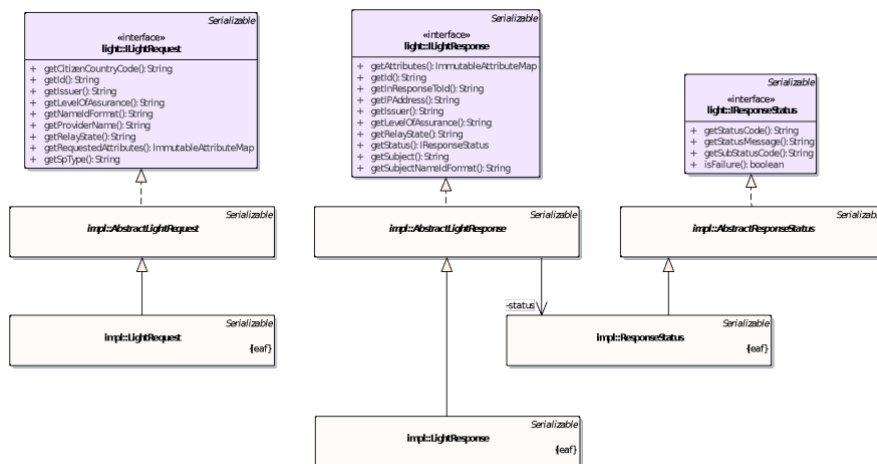 Serializable
«interface»
light::ILightRequest
+ getCitizenCountryCode(): String
+ getId(): String
+ getIssuer(): String
+ getLevelOfAssurance(): String
+ getNameIdFormat(): String
+ getProviderName(): String
+ getRelayState(): String
+ getRequestedAttributes(): ImmutableAttributeMap
+ getSpType(): String
Serializable
«interface»
light::ILightResponse
+ getAttributes(): ImmutableAttributeMap
+ getId(): String
+ getInResponseToId(): String
+ getIPAddress(): String
+ getIssuer(): String
+ getLevelOfAssurance(): String
+ getRelayState(): String
+ getStatus(): IResponseStatus
+ getSubject(): String
+ getSubjectNameIdFormat(): String
Serializable
«interface»
light::IResponseStatus
+ getStatusCode(): String
+ getStatusMessage(): String
+ getSubStatusCode(): String
+ isFailure(): boolean
Serializable
impl::AbstractLightRequest
Serializable
impl::AbstractLightResponse
Serializable
impl::AbstractResponseStatus
-status
Serializable
impl::LightRequest
{leaf}
Serializable
impl::ResponseStatus
{leaf}
Serializable
impl::LightResponse
{leaf}